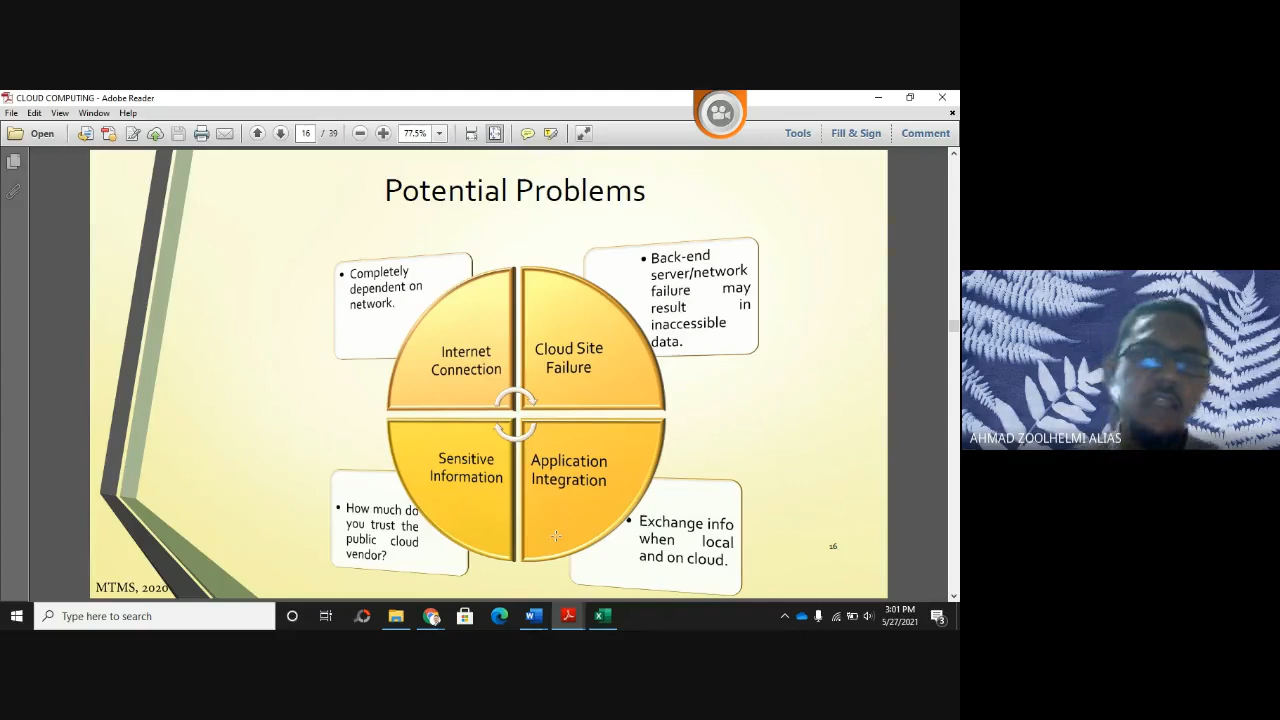 CLOUD COMPUTING - Adobe Reader
File Edit View Window Help
Open 16 / 39 77.5% Tools Fill & Sign Comment
Potential Problems
• Completely
dependent on
network.
• Back-end
server/network
failure may
result in
inaccessible
data.
Internet
Connection
Cloud Site
Failure
Sensitive
Information
Application
Integration
• How much do
you trust the
public cloud
vendor?
• Exchange info
when local
and on cloud.
16
MTMS, 2020
AHMAD ZOOLHELMI ALIAS
Type here to search
3:01 PM
5/27/2021
3